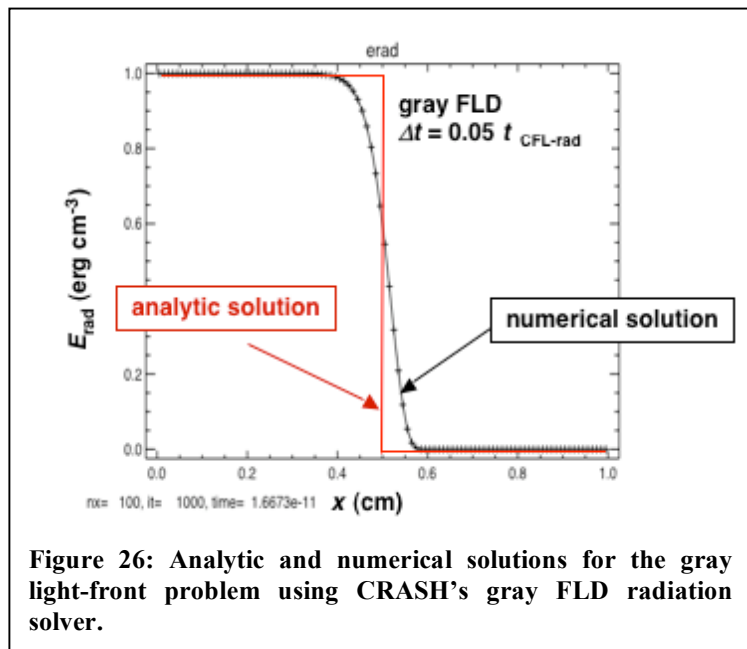 erad
1.0
0.8
0.6
0.2
0.0
E rad (erg cm-3)
gray FLD
Δt = 0.05 t CFL-rad
analytic solution
numerical solution
0.0 0.2 0.4 0.6 0.8 1.0
nx= 100, it= 1000, time= 1.6673e-11 x (cm)
Figure 26: Analytic and numerical solutions for the gray
light-front problem using CRASH's gray FLD radiation
solver.